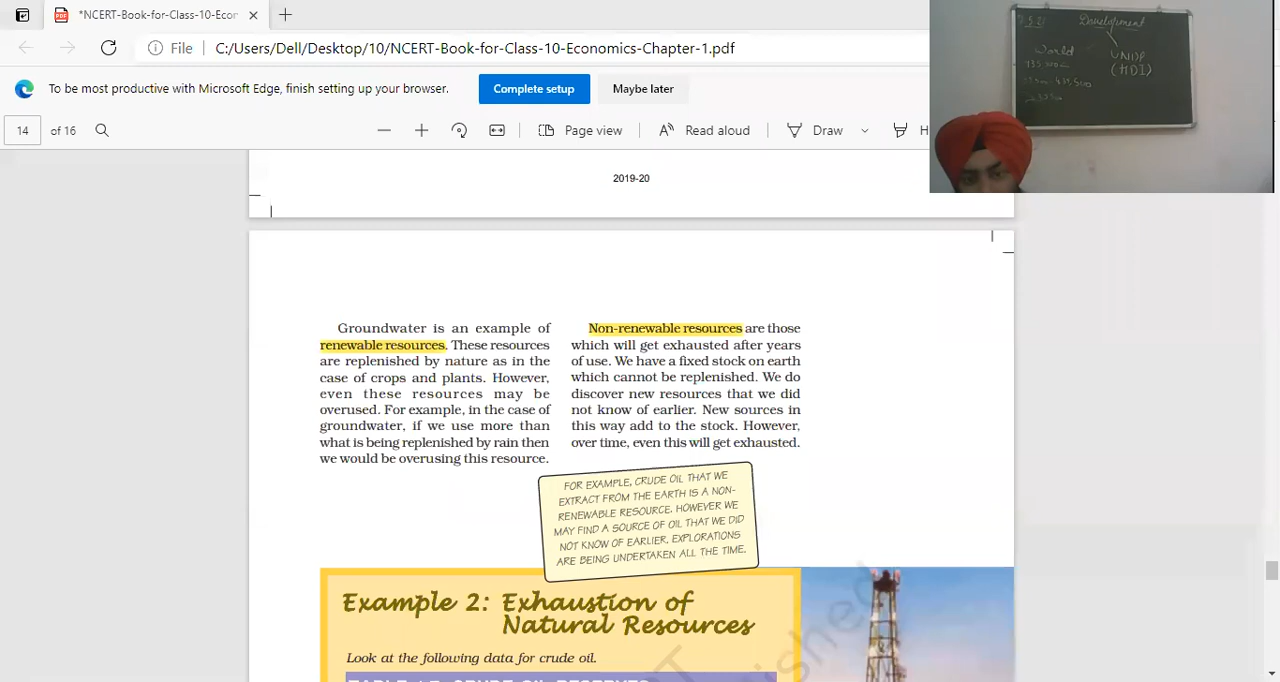 *NCERT-Book-for-Class-10-Econ
File C:/Users/Dell/Desktop/10/NCERT-Book-for-Class-10-Economics-Chapter-1.pdf
To be most productive with Microsoft Edge, finish setting up your browser.
Complete setup
Maybe later
14 of 16
Page view
Read aloud
Draw
H
Development
World
UNDP
(HDI)
2019-20
Groundwater is an example of
renewable resources. These resources
are replenished by nature as in the
case of crops and plants. However,
even these resources may be
overused. For example, in the case of
groundwater, if we use more than
what is being replenished by rain then
we would be overusing this resource.
Non-renewable resources are those
which will get exhausted after years
of use. We have a fixed stock on earth
which cannot be replenished. We do
discover new resources that we did
not know of earlier. New sources in
this way add to the stock. However,
over time, even this will get exhausted.
FOR EXAMPLE, CRUDE OIL THAT WE
EXTRACT FROM THE EARTH IS A NON-
RENEWABLE RESOURCE. HOWEVER WE
MAY FIND A SOURCE OF OIL THAT WE DID
NOT KNOW OF EARLIER. EXPLORATIONS
ARE BEING UNDERTAKEN ALL THE TIME.
Example 2: Exhaustion of
Natural Resources
Look at the following data for crude oil.